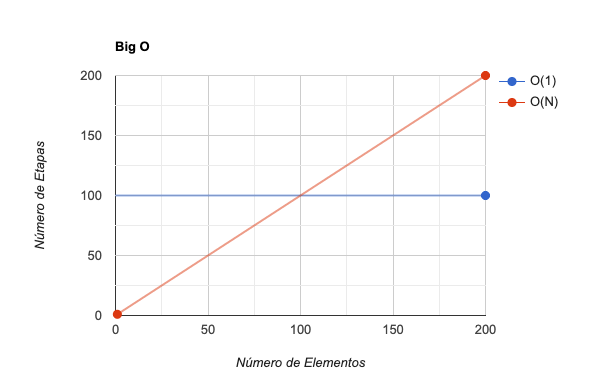 Big O
200
150
100
50
0
Número de Etapas
0 50 100 150 200
Número de Elementos
O(1)
O(N)